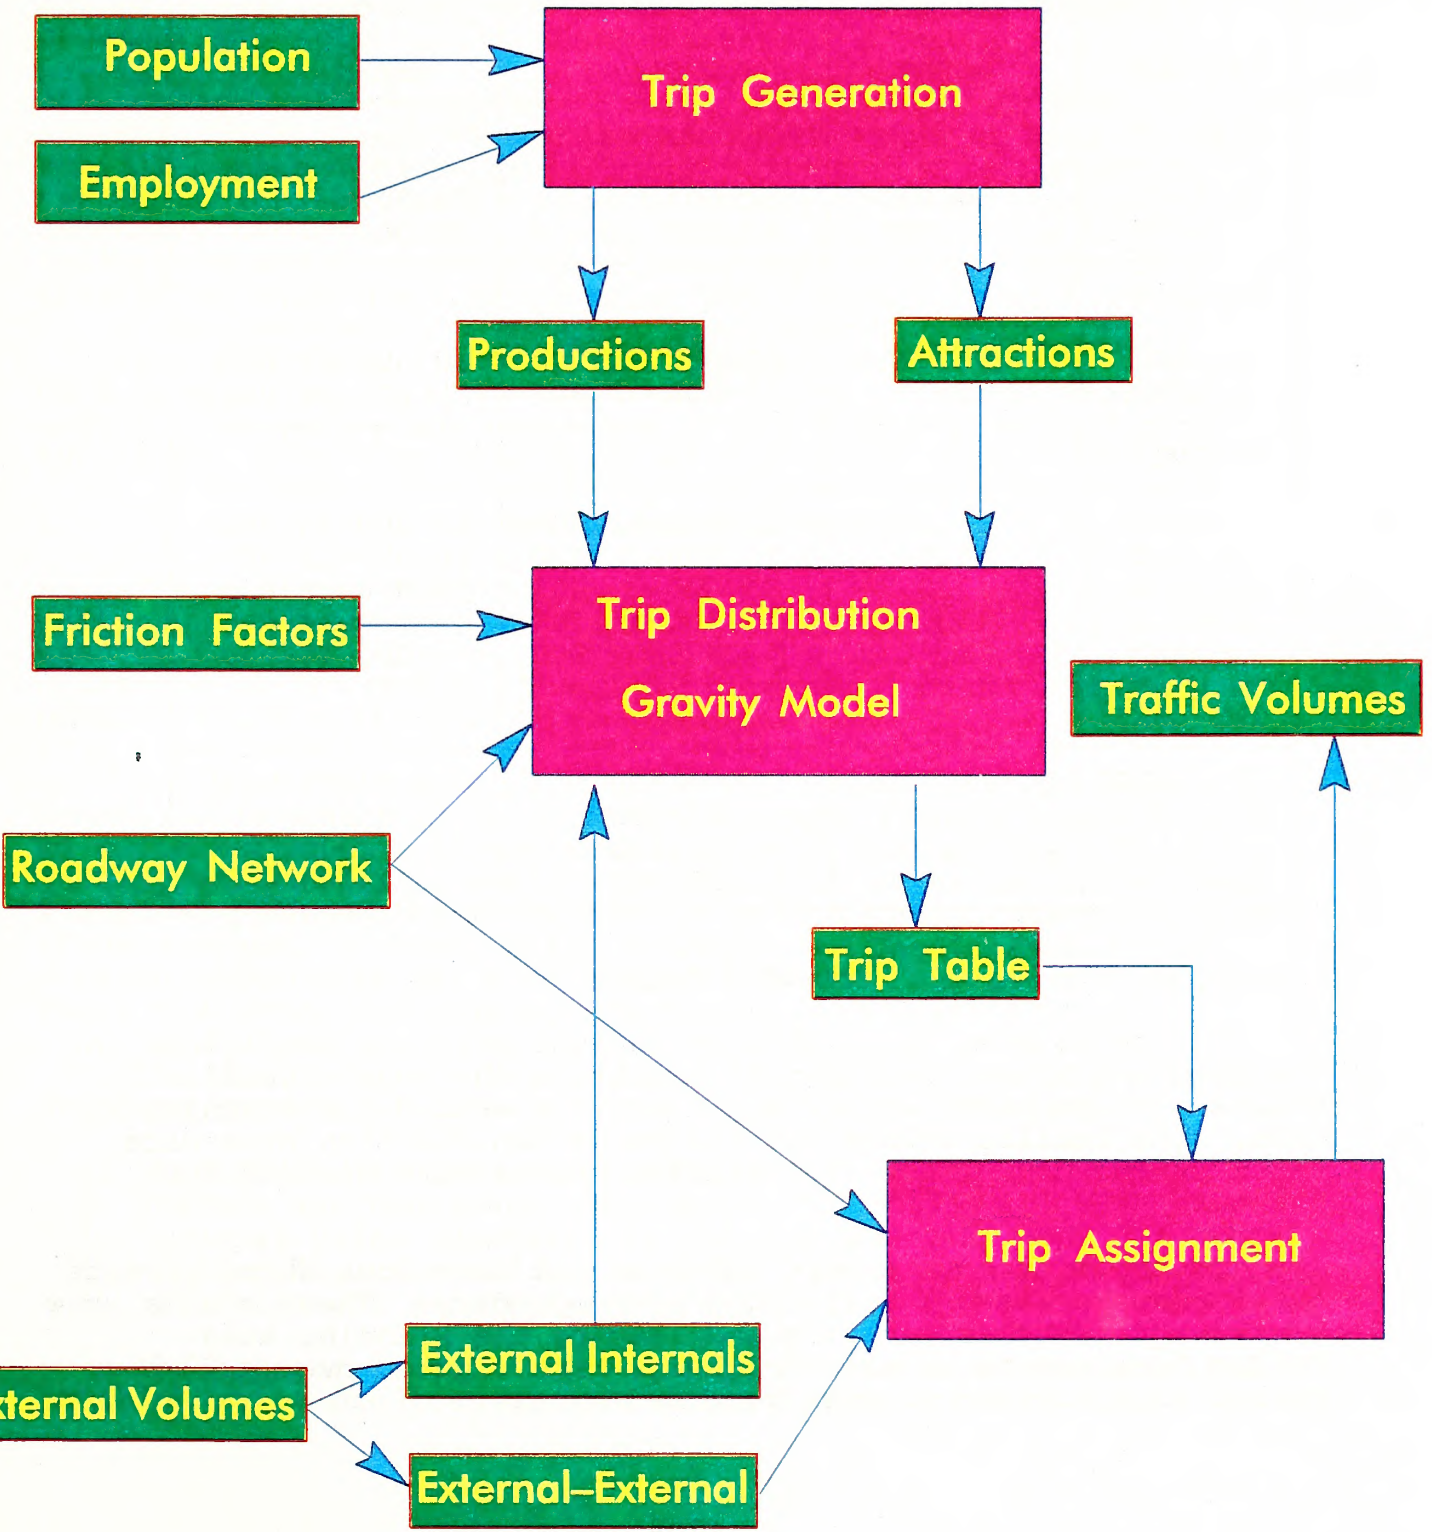 Population
Trip Generation
Employment
Productions
Attractions
Friction Factors
Trip Distribution
Gravity Model
Traffic Volumes
Roadway Network
Trip Table
Trip Assignment
External Internals
Volumes
External–External